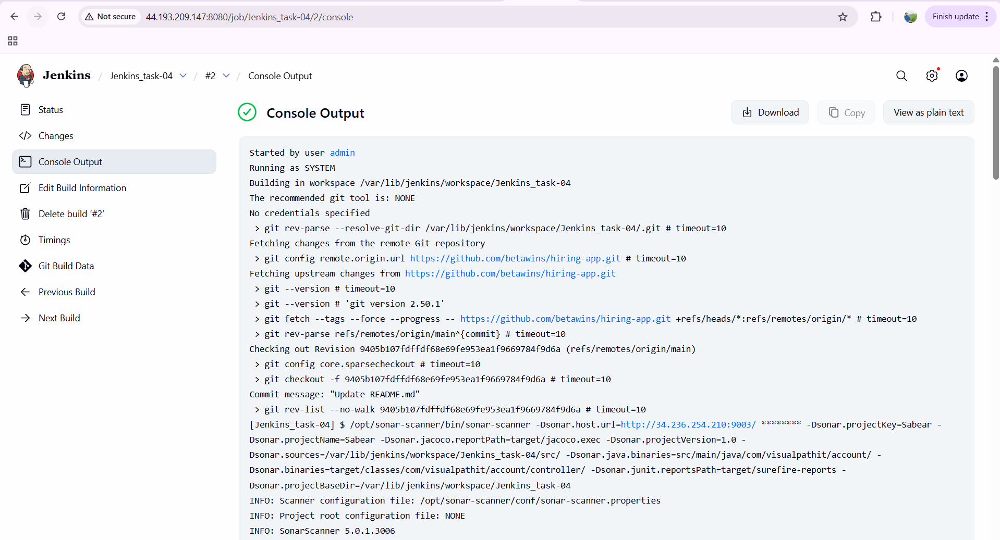 Not secure
44.193.209.147:8080/job/Jenkins_task-04/2/console
Finish update
Jenkins / Jenkins_task-04 / #2 / Console Output
Status
Changes
Console Output
Edit Build Information
Delete build ‘#2’
Timings
Git Build Data
Previous Build
Next Build
Console Output
Download
Copy
View as plain text
Started by user admin
Running as SYSTEM
Building in workspace /var/lib/jenkins/workspace/Jenkins_task-04
The recommended git tool is: NONE
No credentials specified
> git rev-parse --resolve-git-dir /var/lib/jenkins/workspace/Jenkins_task-04/.git # timeout=10
Fetching changes from the remote Git repository
> git config remote.origin.url https://github.com/betawins/hiring-app.git # timeout=10
Fetching upstream changes from https://github.com/betawins/hiring-app.git
> git --version # timeout=10
> git --version # 'git version 2.50.1'
> git fetch --tags --force --progress -- https://github.com/betawins/hiring-app.git +refs/heads/*:refs/remotes/origin/* # timeout=10
> git rev-parse refs/remotes/origin/main^{commit} # timeout=10
Checking out Revision 9405b107fdffdf68e69fe953ea1f9669784f9d6a (refs/remotes/origin/main)
> git config core.sparsecheckout # timeout=10
> git checkout -f 9405b107fdffdf68e69fe953ea1f9669784f9d6a # timeout=10
Commit message: "Update README.md"
> git rev-list --no-walk 9405b107fdffdf68e69fe953ea1f9669784f9d6a # timeout=10
[Jenkins_task-04] $ /opt/sonar-scanner/bin/sonar-scanner -Dsonar.host.url=http://34.236.254.210:9003/ ******** -Dsonar.projectKey=Sabear -
Dsonar.projectName=Sabear -Dsonar.jacoco.reportPath=target/jacoco.exec -Dsonar.projectVersion=1.0 -
Dsonar.sources=/var/lib/jenkins/workspace/Jenkins_task-04/src/ -Dsonar.java.binaries=src/main/java/com/visualpathit/account/ -
Dsonar.binaries=target/classes/com/visualpathit/account/controller/ -Dsonar.junit.reportsPath=target/surefire-reports -
Dsonar.projectBaseDir=/var/lib/jenkins/workspace/Jenkins_task-04
INFO: Scanner configuration file: /opt/sonar-scanner/conf/sonar-scanner.properties
INFO: Project root configuration file: NONE
INFO: SonarScanner 5.0.1.3006